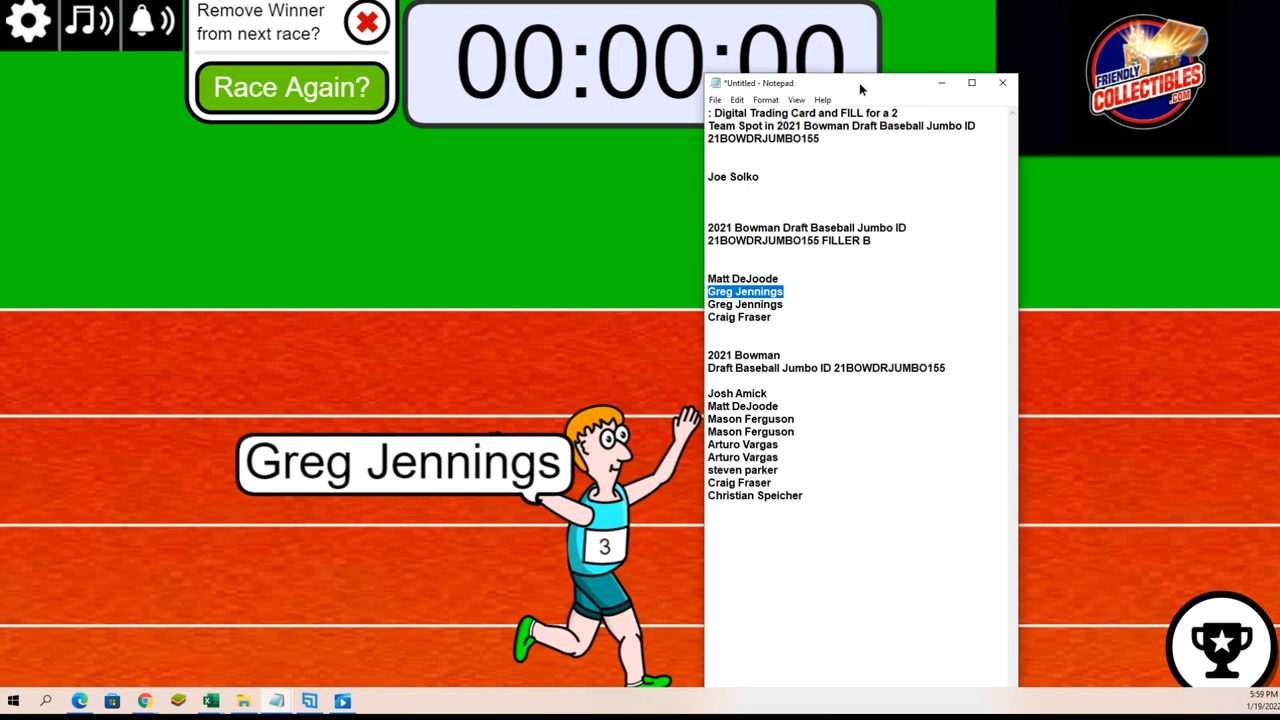 Remove Winner
from next race?
Race Again?
00:00:00:00
FRIENDLY
COLLECTIBLES
.COM
*Untitled - Notepad
File Edit Format View Help
: Digital Trading Card and FILL for a 2
Team Spot in 2021 Bowman Draft Baseball Jumbo ID
21BOWDRJUMBO155
Joe Solko
2021 Bowman Draft Baseball Jumbo ID
21BOWDRJUMBO155 FILLER B
Matt DeJoode
Greg Jennings
Greg Jennings
Craig Fraser
2021 Bowman
Draft Baseball Jumbo ID 21BOWDRJUMBO155
Josh Amick
Matt DeJoode
Mason Ferguson
Mason Ferguson
Arturo Vargas
Arturo Vargas
steven parker
Craig Fraser
Christian Speicher
Greg Jennings
3
5:59 PM
1/19/2022